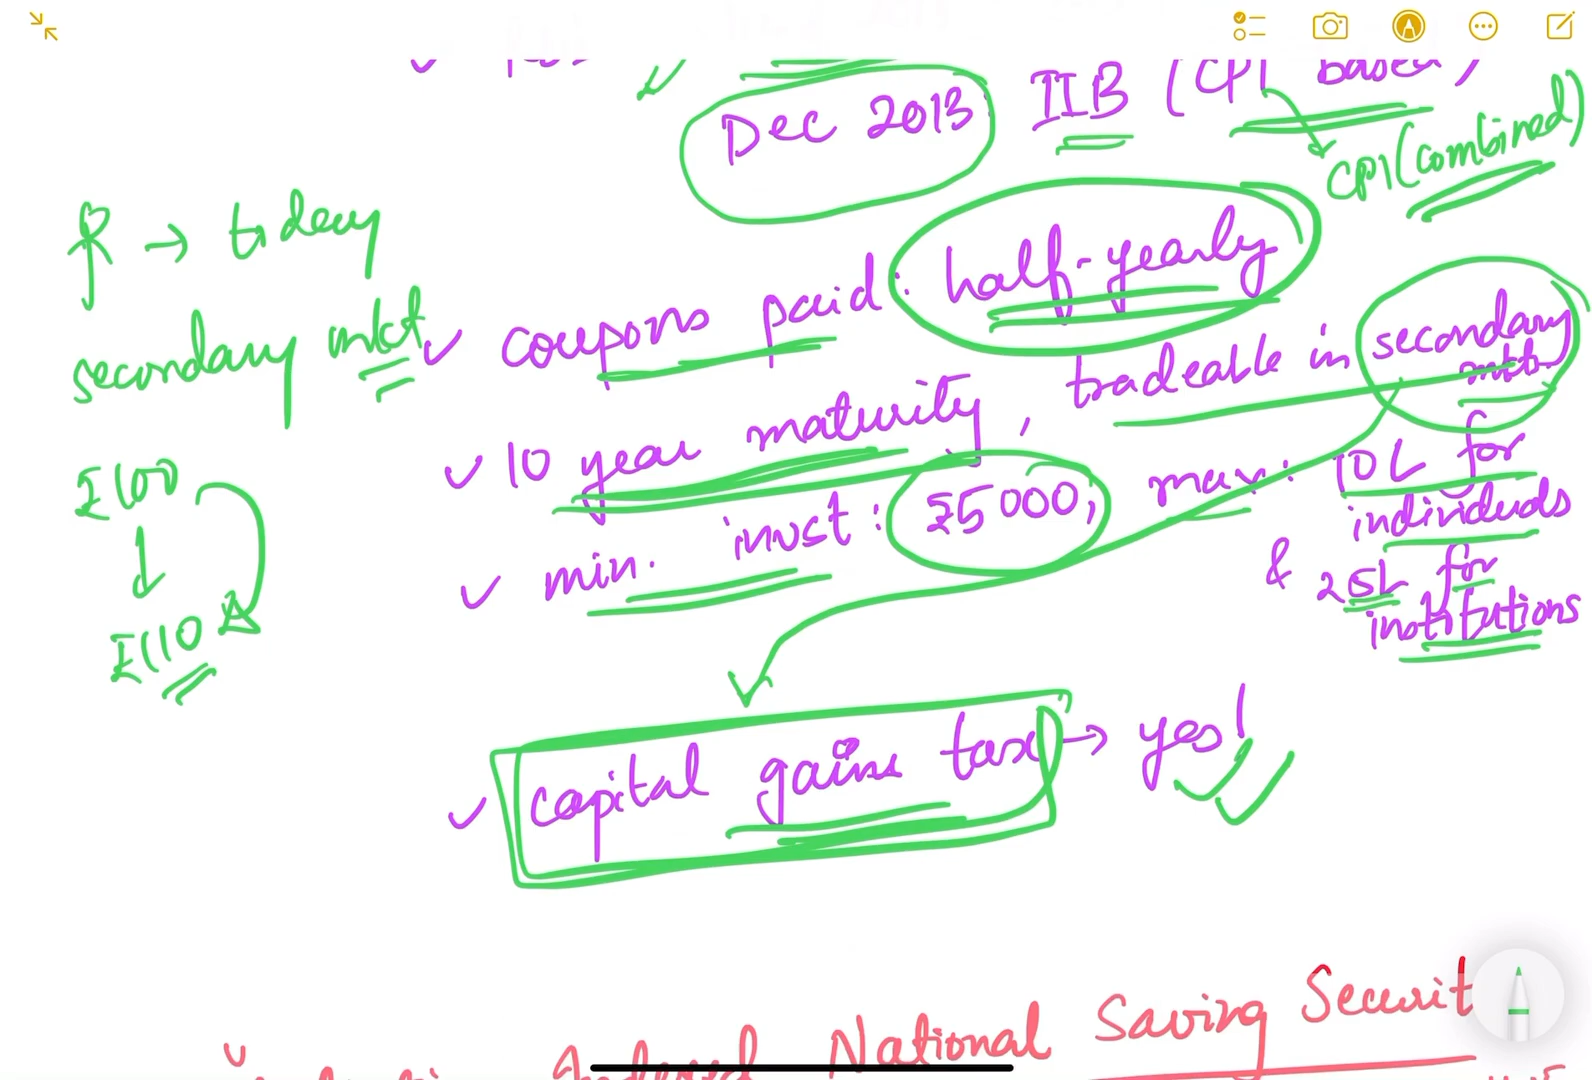 Dec 2013: IIB (CPI based)
CPI (combined)
→ today
secondary mkt
✓ coupons paid: half-yearly
✓ 10 year maturity, tradeable in secondary mkt.
✓ min. invst: ₹5000, max: 10L for individuals
& 25L for institutions
₹100
↓
₹110
✓ capital gains tax → yes!
Indexed National Saving Securit